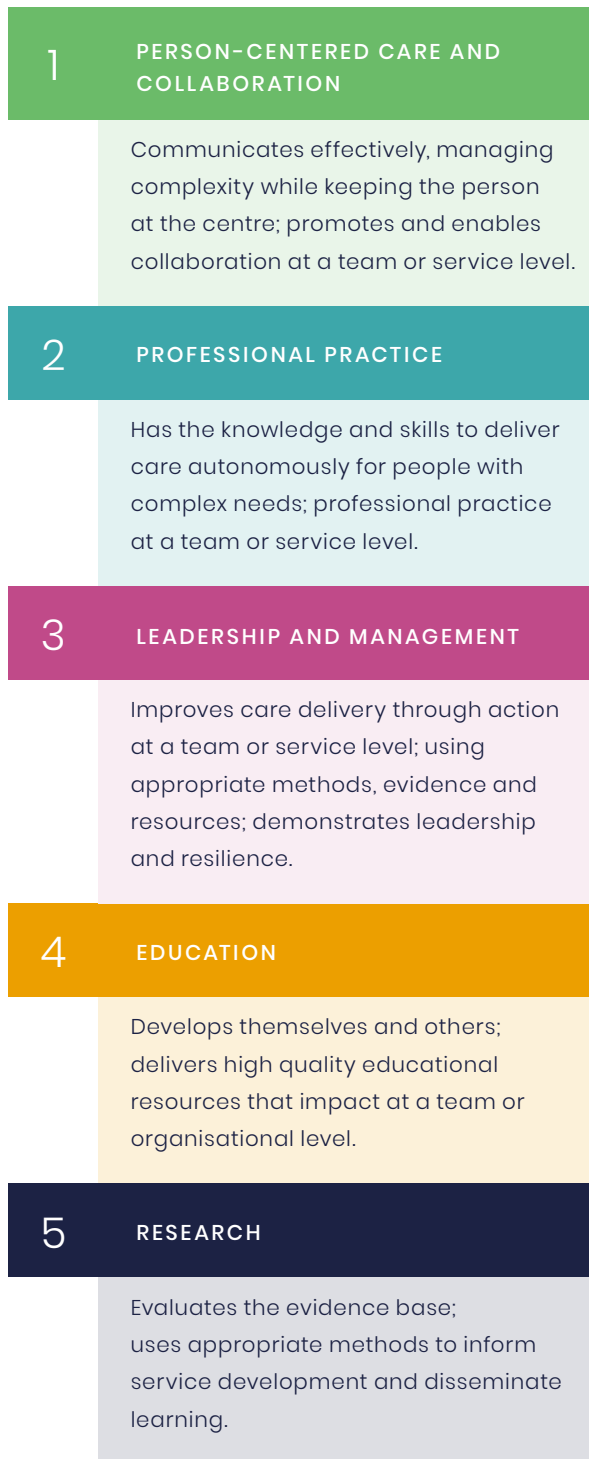 1
PERSON-CENTERED CARE AND
COLLABORATION
Communicates effectively, managing
complexity while keeping the person
at the centre; promotes and enables
collaboration at a team or service level.
2
PROFESSIONAL PRACTICE
Has the knowledge and skills to deliver
care autonomously for people with
complex needs; professional practice
at a team or service level.
3
LEADERSHIP AND MANAGEMENT
Improves care delivery through action
at a team or service level; using
appropriate methods, evidence and
resources; demonstrates leadership
and resilience.
4
EDUCATION
Develops themselves and others;
delivers high quality educational
resources that impact at a team or
organisational level.
5
RESEARCH
Evaluates the evidence base;
uses appropriate methods to inform
service development and disseminate
learning.